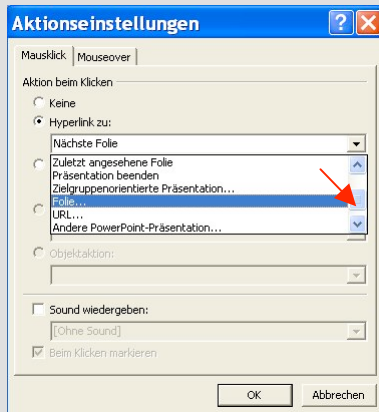 Aktionseinstellungen
Mausklick Mouseover
Aktion beim Klicken
Keine
Hyperlink zu:
Nächste Folie
Zuletzt angesehene Folie
Präsentation beenden
Zielgruppenorientierte Präsentation...
Folie...
URL...
Andere PowerPoint-Präsentation...
Objektaktion:
Sound wiedergeben:
[Ohne Sound]
Beim Klicken markieren
OK Abbrechen